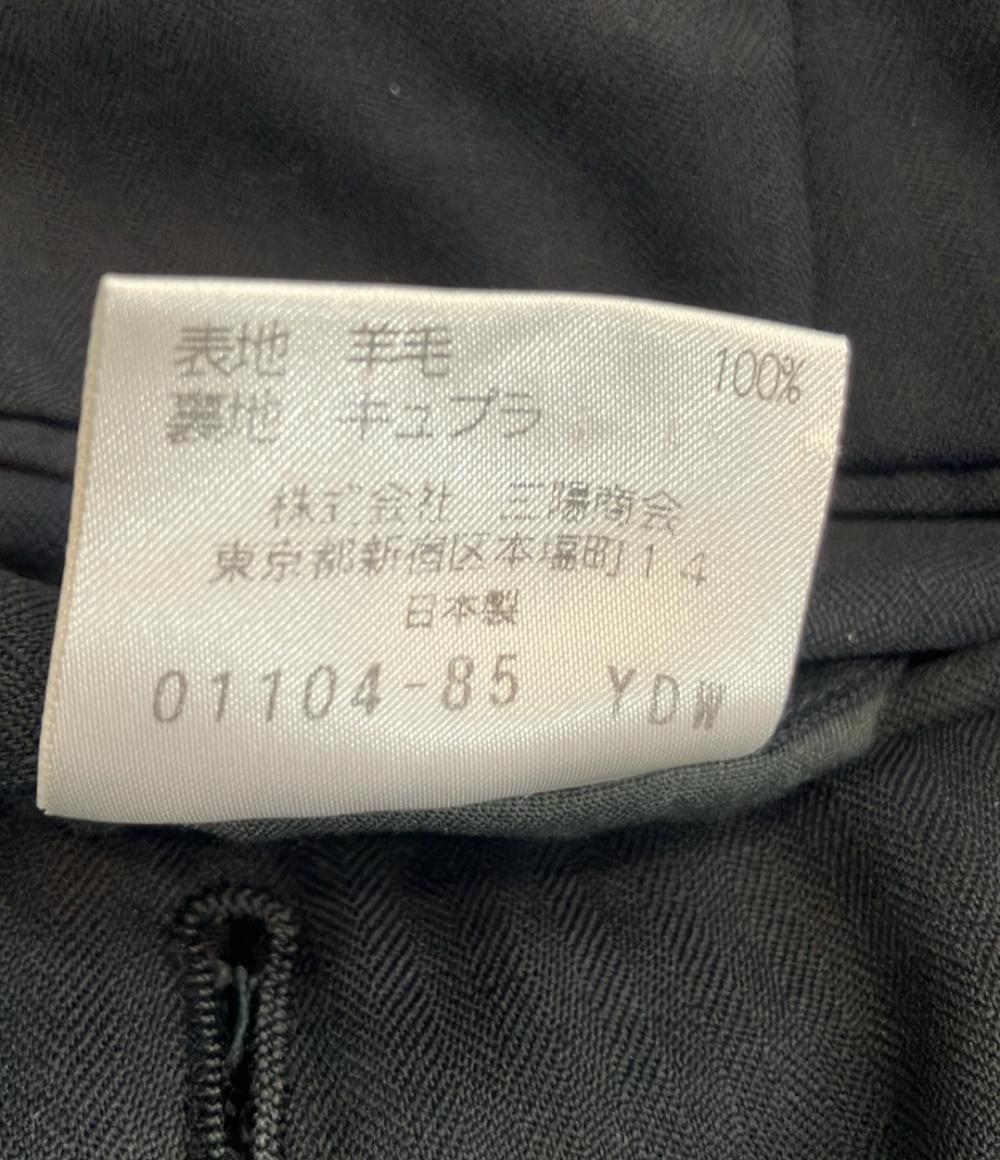 表地 羊毛 100%
裏地 キュプラ
株式会社 三陽商会
東京都新宿区本塩町14
日本製
01104-85 YDW